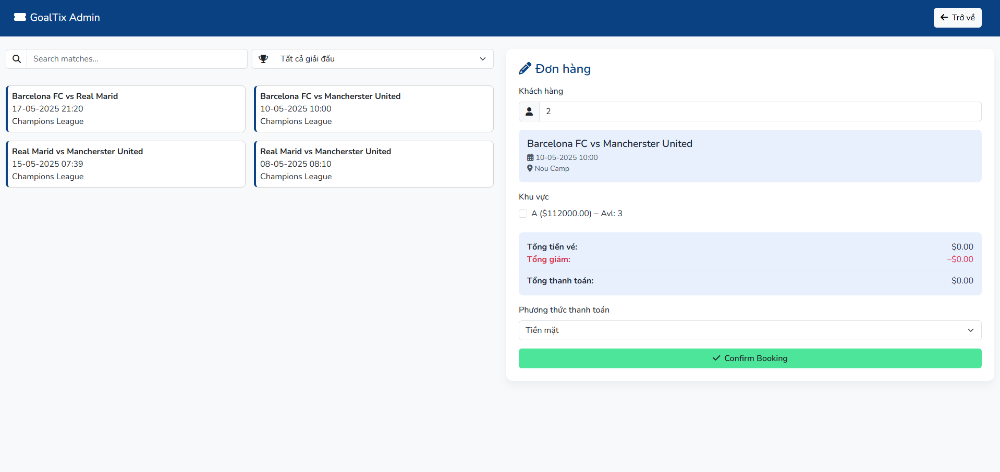 GoalTix Admin
Trở về
Search matches...
Tất cả giải đấu
Barcelona FC vs Real Marid
17-05-2025 21:20
Champions League
Barcelona FC vs Mancherster United
10-05-2025 10:00
Champions League
Real Marid vs Mancherster United
15-05-2025 07:39
Champions League
Real Marid vs Mancherster United
08-05-2025 08:10
Champions League
Đơn hàng
Khách hàng
2
Barcelona FC vs Mancherster United
10-05-2025 10:00
Nou Camp
Khu vực
A ($112000.00) – Avl: 3
Tổng tiền vé: $0.00
Tổng giảm: –$0.00
Tổng thanh toán: $0.00
Phương thức thanh toán
Tiền mặt
Confirm Booking